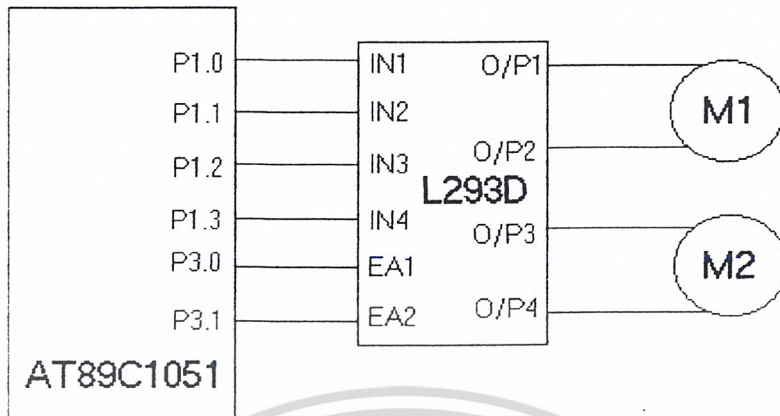 P1.0
P1.1
P1.2
P1.3
P3.0
P3.1
AT89C1051
IN1
IN2
IN3
IN4
EA1
EA2
O/P1
O/P2
L293D
O/P3
O/P4
M1
M2